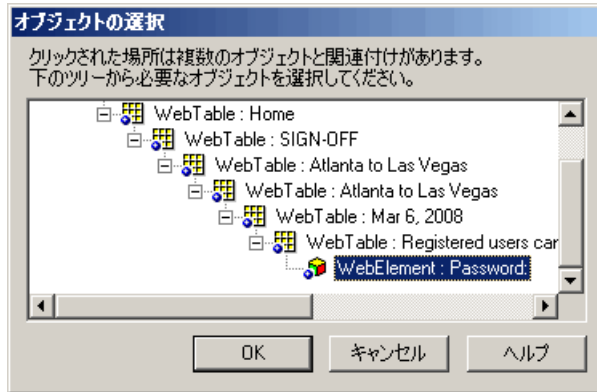 オブジェクトの選択
クリックされた場所は複数のオブジェクトと関連付けがあります。
下のツリーから必要なオブジェクトを選択してください。
WebTable : Home
WebTable : SIGN-OFF
WebTable : Atlanta to Las Vegas
WebTable : Atlanta to Las Vegas
WebTable : Mar 6, 2008
WebTable : Registered users car
WebElement : Password:
OK キャンセル ヘルプ